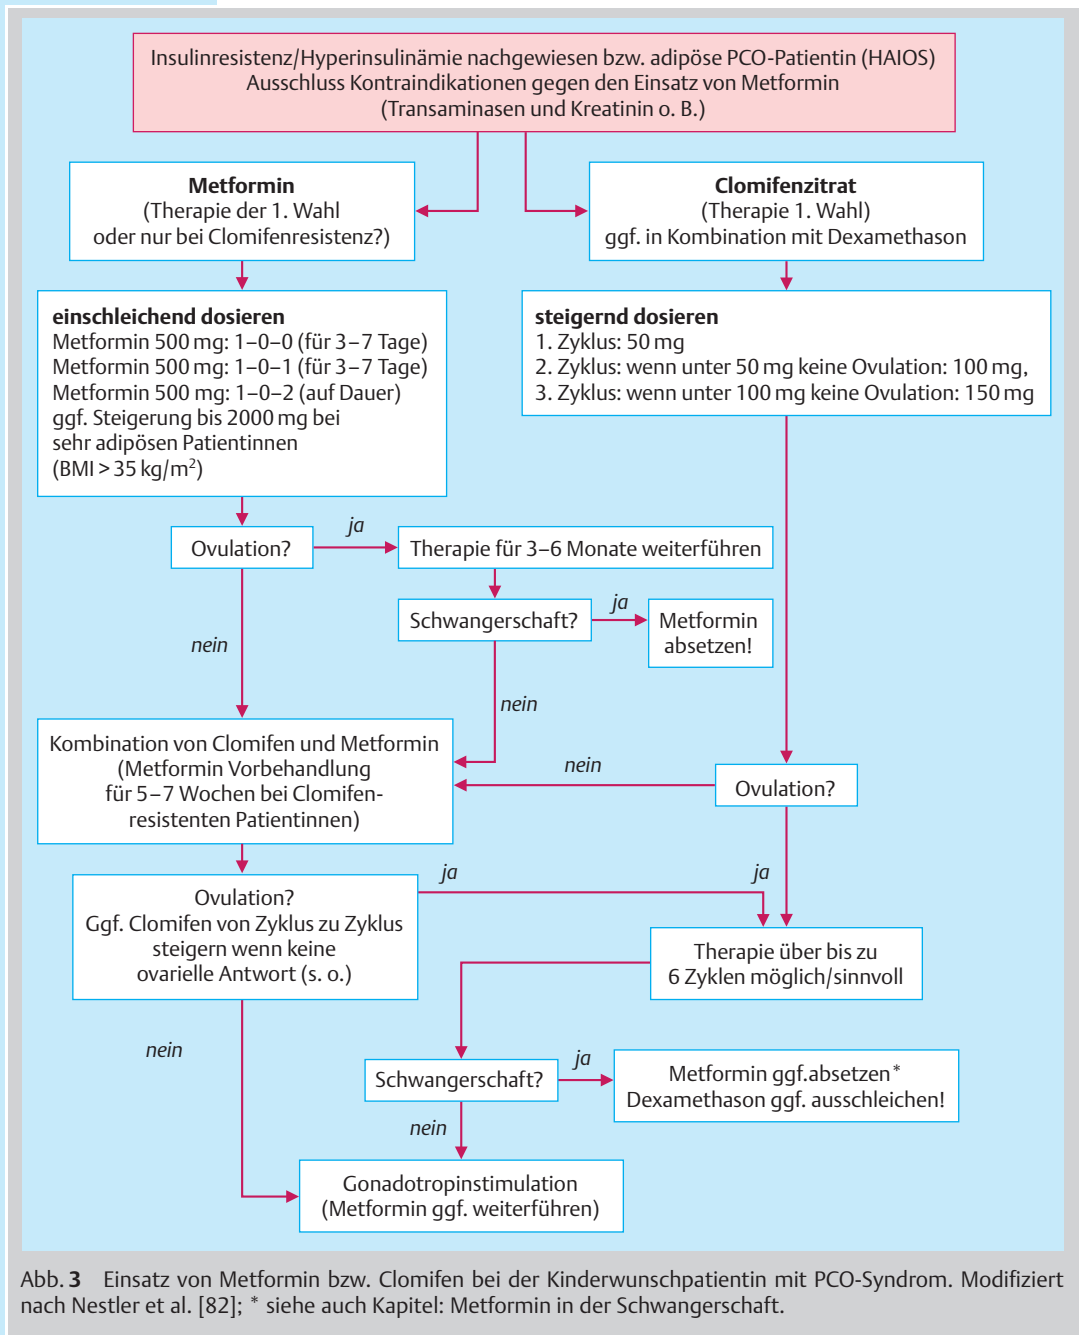 Insulinresistenz/Hyperinsulinämie nachgewiesen bzw. adipöse PCO-Patientin (HAIOS)
Ausschluss Kontraindikationen gegen den Einsatz von Metformin
(Transaminasen und Kreatinin o. B.)
Metformin
(Therapie der 1. Wahl
oder nur bei Clomifenresistenz?)
Clomifenzitrat
(Therapie 1. Wahl)
ggf. in Kombination mit Dexamethason
einschleichend dosieren
Metformin 500 mg: 1–0–0 (für 3–7 Tage)
Metformin 500 mg: 1–0–1 (für 3–7 Tage)
Metformin 500 mg: 1–0–2 (auf Dauer)
ggf. Steigerung bis 2000 mg bei
sehr adipösen Patientinnen
(BMI > 35 kg/m²)
steigernd dosieren
1. Zyklus: 50 mg
2. Zyklus: wenn unter 50 mg keine Ovulation: 100 mg,
3. Zyklus: wenn unter 100 mg keine Ovulation: 150 mg
Ovulation?
ja
Therapie für 3–6 Monate weiterführen
Schwangerschaft?
ja
Metformin
absetzen!
nein
nein
Kombination von Clomifen und Metformin
(Metformin Vorbehandlung
für 5–7 Wochen bei Clomifen-
resistenten Patientinnen)
nein
Ovulation?
Ovulation?
Ggf. Clomifen von Zyklus zu Zyklus
steigern wenn keine
ovarielle Antwort (s. o.)
ja
ja
Therapie über bis zu
6 Zyklen möglich/sinnvoll
nein
Schwangerschaft?
ja
Metformin ggf.absetzen*
Dexamethason ggf. ausschleichen!
nein
Gonadotropinstimulation
(Metformin ggf. weiterführen)
Abb. 3 Einsatz von Metformin bzw. Clomifen bei der Kinderwunschpatientin mit PCO-Syndrom. Modifiziert
nach Nestler et al. [82]; * siehe auch Kapitel: Metformin in der Schwangerschaft.